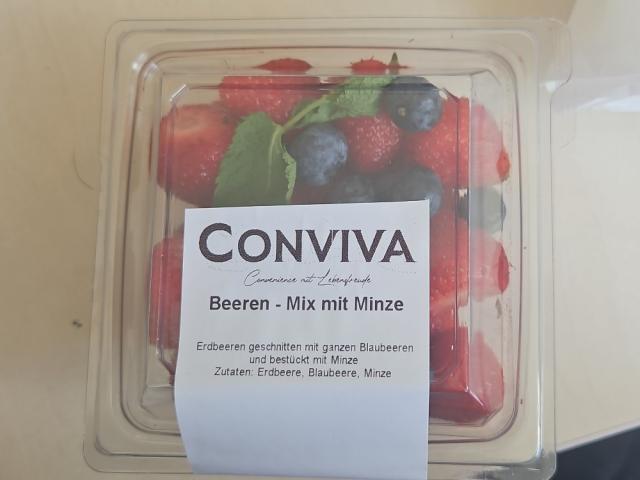 CONVIVA
Convenience mit Lebensfreude
Beeren - Mix mit Minze
Erdbeeren geschnitten mit ganzen Blaubeeren
und bestückt mit Minze
Zutaten: Erdbeere, Blaubeere, Minze